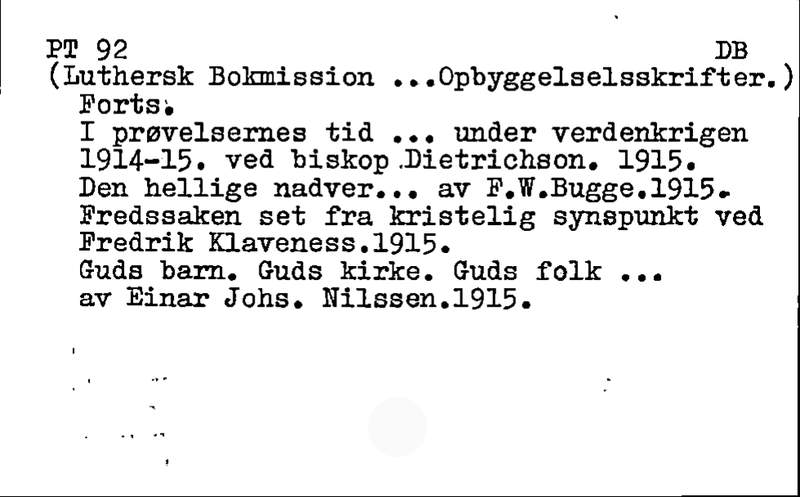 PT 92 DB
(Luthersk Bokmission ...Opbyggelselsskrifter.)
Forts.
I prøvelsernes tid ... under verdenkrigen
1914-15. ved biskop Dietrichson. 1915.
Den hellige nadver... av F.W.Bugge.1915.
Fredssaken set fra kristelig synspunkt ved
Fredrik Klaveness.1915.
Guds barn. Guds kirke. Guds folk ...
av Einar Johs. Nilssen.1915.